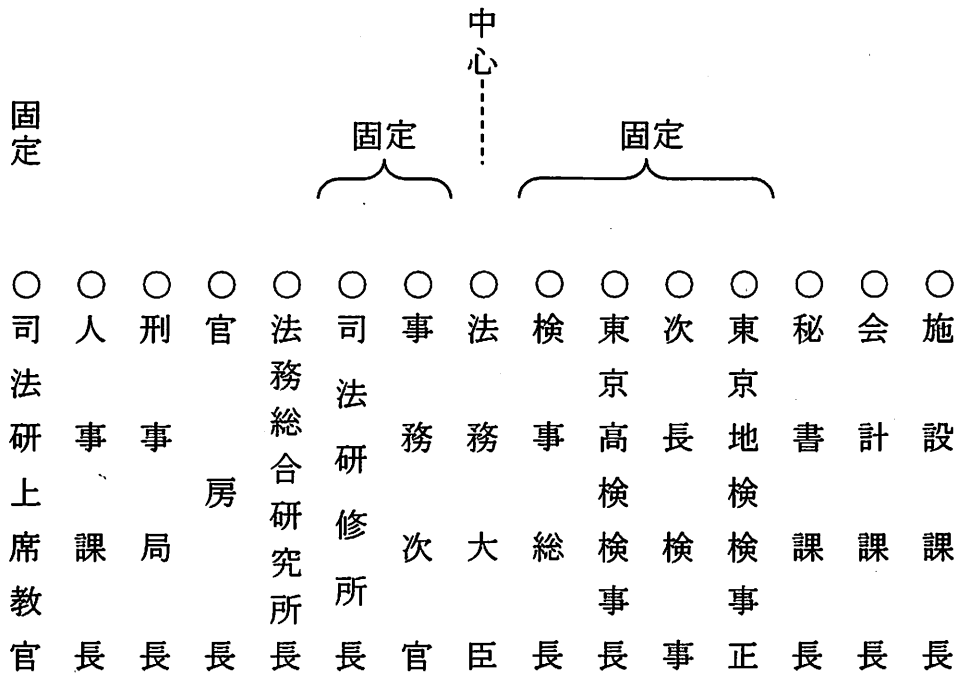 中心
固定
固定
固定
○施設課長
○会計課長
○秘書課長
○東京地検検事正
○次長検事
○東京高検検事長
○検事総長
○法務大臣
○事務次官
○司法研修所長
○法務総合研究所長
○官房長
○刑事局長
○人事課長
○司法研上席教官